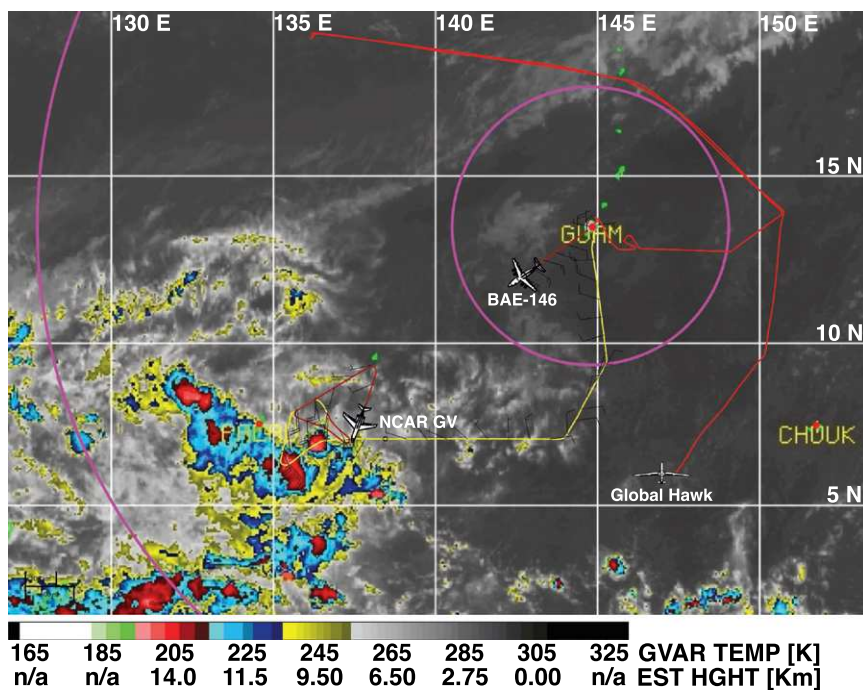 130 E 135 E 140 E 145 E 150 E
15 N
GUAM
BAE-146
10 N
NCAR GV
CHUUK
Global Hawk
5 N
165 185 205 225 245 265 285 305 325 GVAR TEMP [K]
n/a n/a 14.0 11.5 9.50 6.50 2.75 0.00 n/a EST HGHT [Km]